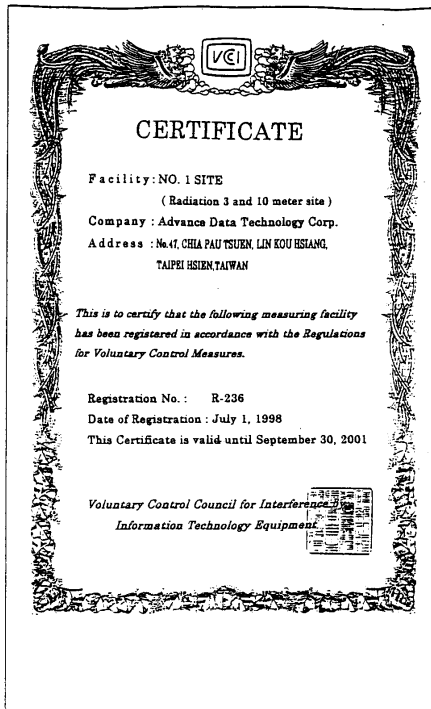 VCCI
CERTIFICATE
Facility: NO. 1 SITE
( Radiation 3 and 10 meter site )
Company : Advance Data Technology Corp.
Address : No.47, CHIA PAU TSUEN, LIN KOU HSIANG,
TAIPEI HSIEN,TAIWAN
This is to certify that the following measuring facility
has been registered in accordance with the Regulations
for Voluntary Control Measures.
Registration No. : R-236
Date of Registration : July 1, 1998
This Certificate is valid until September 30, 2001
Voluntary Control Council for Interference by
Information Technology Equipment